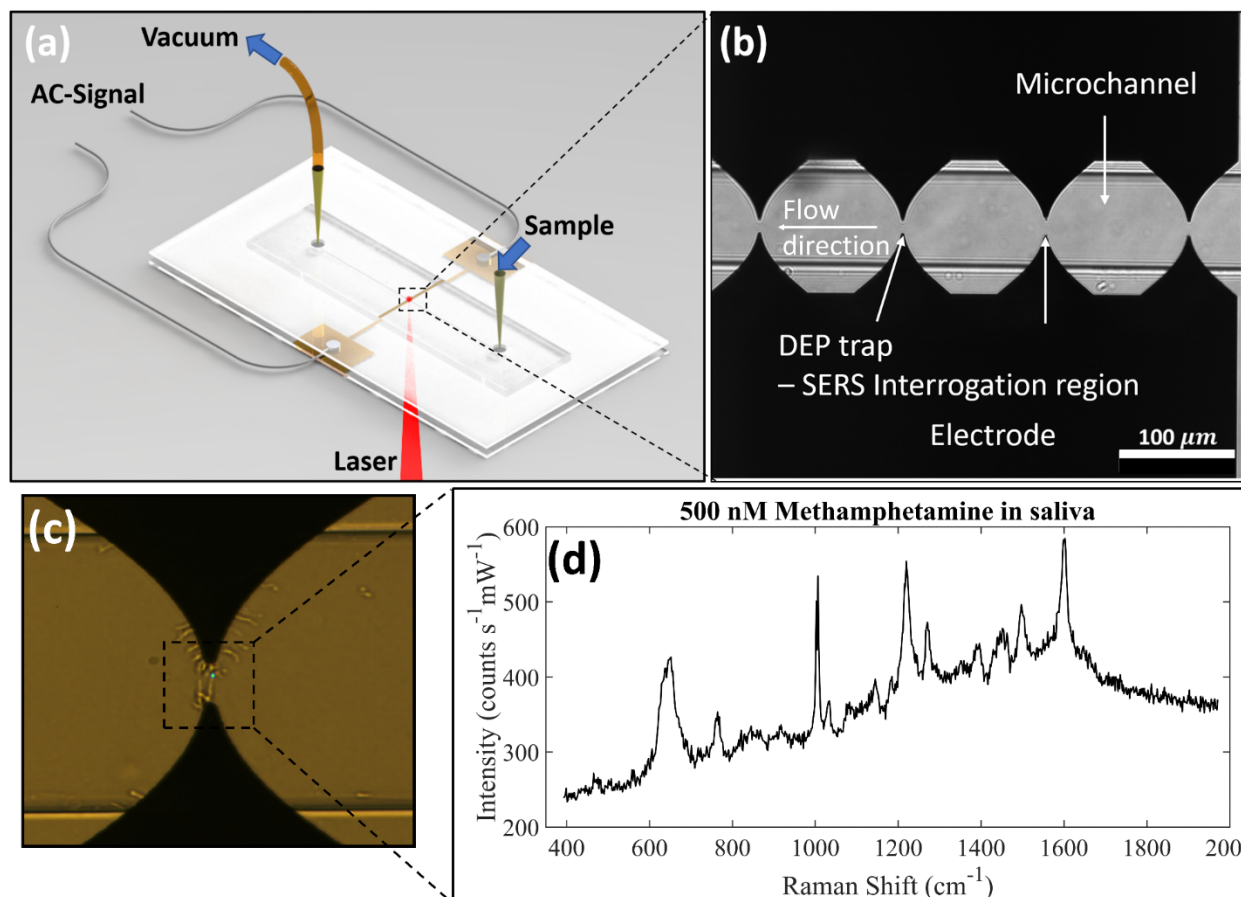 (a)
Vacuum
AC-Signal
Sample
Laser
(b)
Microchannel
Flow
direction
DEP trap
– SERS Interrogation region
Electrode
100 μm
(c)
500 nM Methamphetamine in saliva
(d)
600
500
400
300
200
Intensity (counts s⁻¹mW⁻¹)
400 600 800 1000 1200 1400 1600 1800 200
Raman Shift (cm⁻¹)